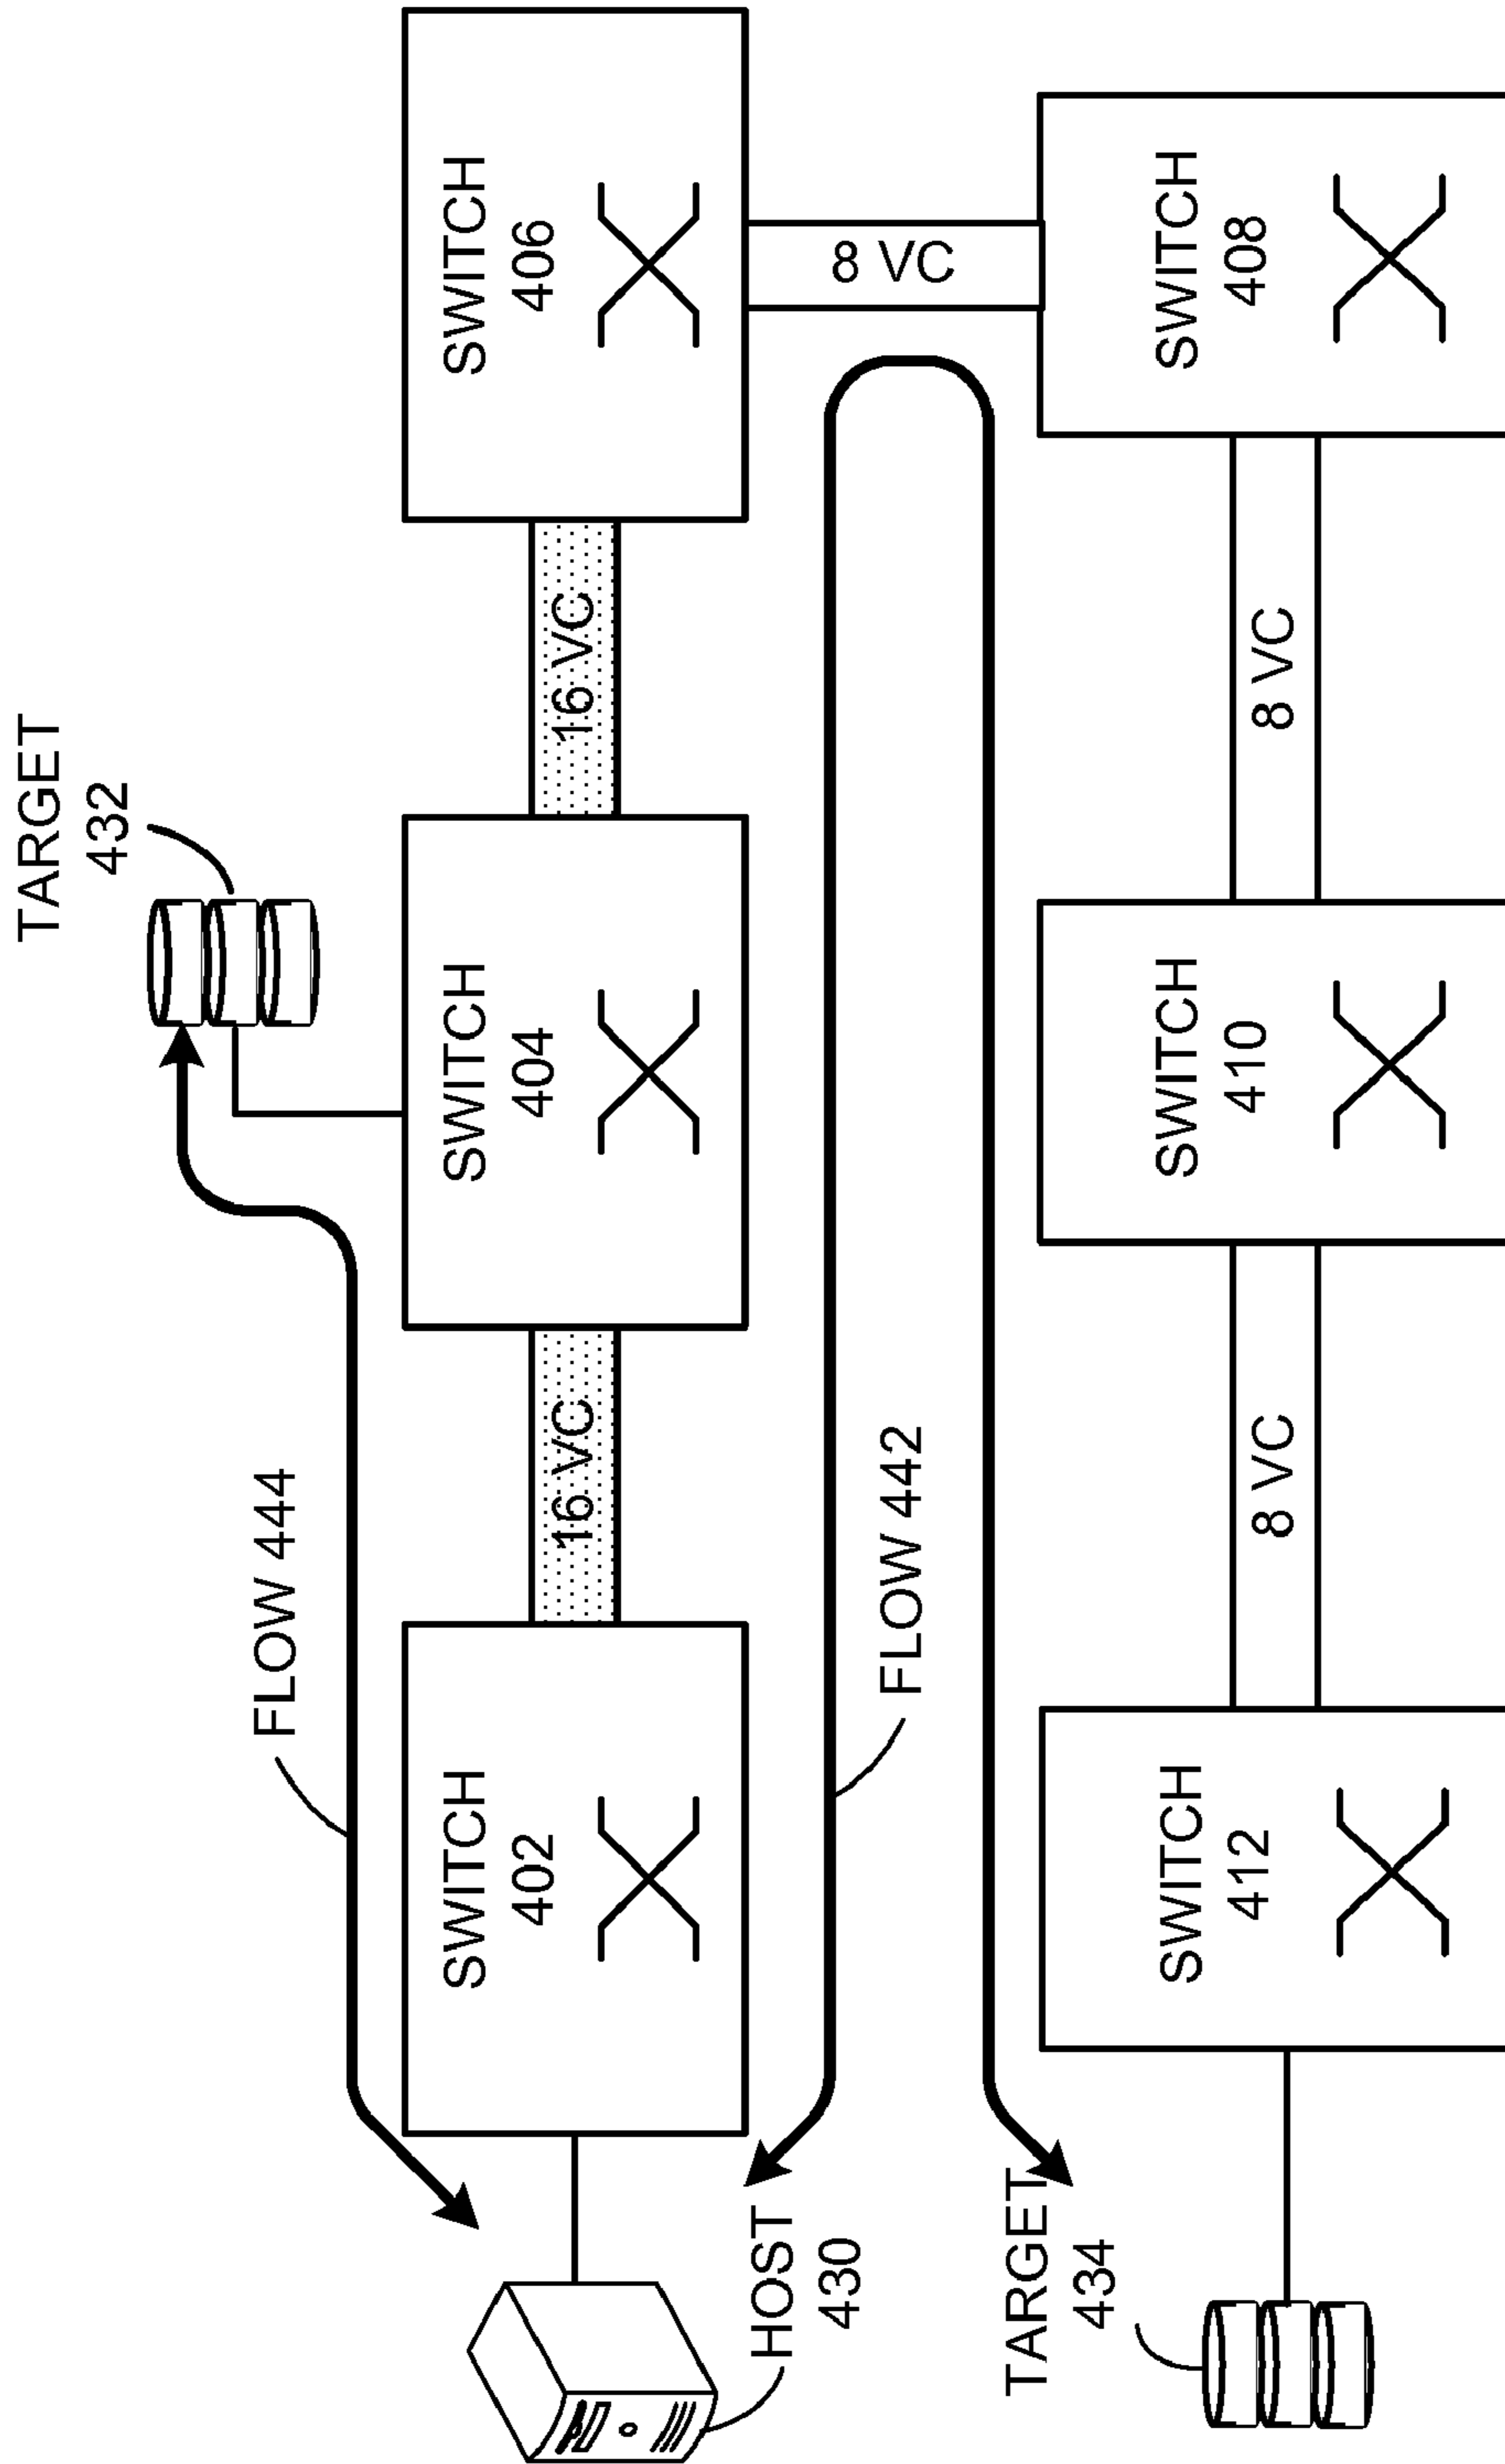 TARGET
432
FLOW 444
SWITCH
402
16 VC
SWITCH
404
16 VC
SWITCH
406
8 VC
HOST
430
FLOW 442
TARGET
434
SWITCH
412
8 VC
SWITCH
410
8 VC
SWITCH
408